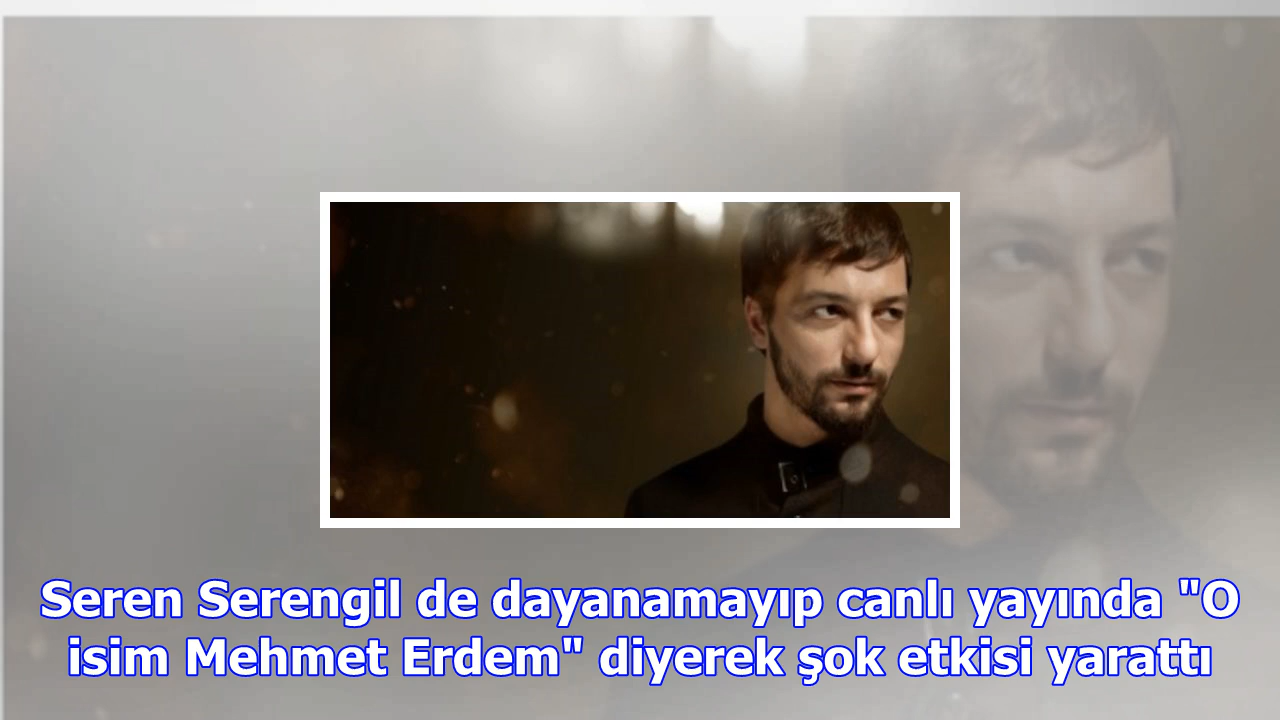 Seren Serengil de dayanamayıp canlı yayında "O
isim Mehmet Erdem" diyerek şok etkisi yarattı